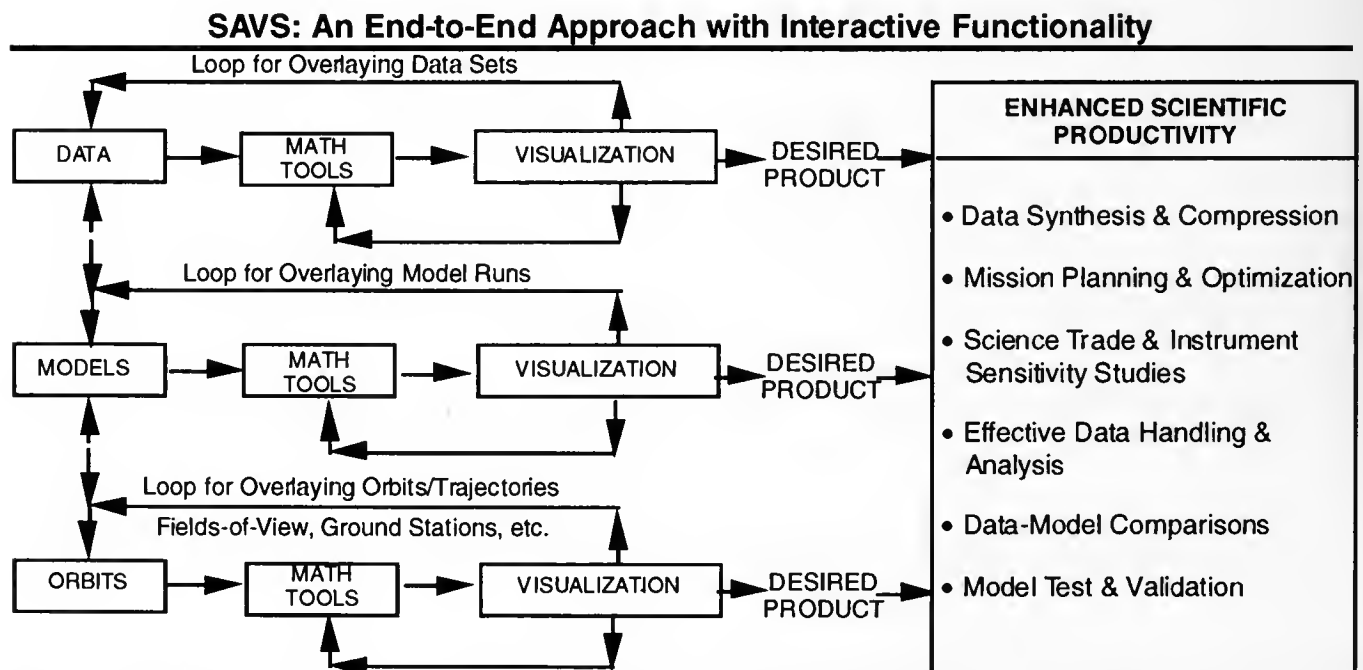 SAVS: An End-to-End Approach with Interactive Functionality
Loop for Overlaying Data Sets
DATA
MATH
TOOLS
VISUALIZATION
DESIRED
PRODUCT
Loop for Overlaying Model Runs
MODELS
MATH
TOOLS
VISUALIZATION
DESIRED
PRODUCT
Loop for Overlaying Orbits/Trajectories
Fields-of-View, Ground Stations, etc.
ORBITS
MATH
TOOLS
VISUALIZATION
DESIRED
PRODUCT
ENHANCED SCIENTIFIC
PRODUCTIVITY
• Data Synthesis & Compression
• Mission Planning & Optimization
• Science Trade & Instrument
Sensitivity Studies
• Effective Data Handling &
Analysis
• Data-Model Comparisons
• Model Test & Validation